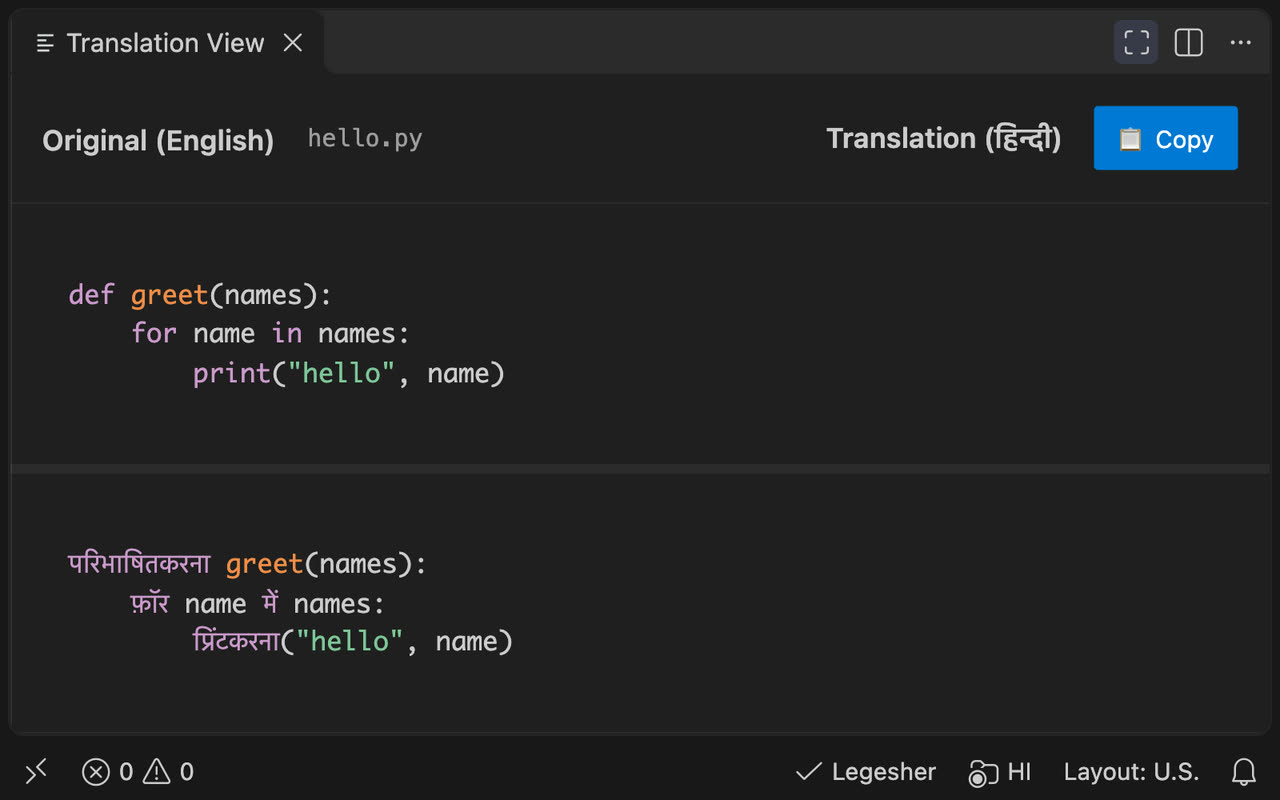 Translation View
Original (English) hello.py Translation (हिन्दी) Copy
def greet(names):
    for name in names:
        print("hello", name)
परिभाषितकरना greet(names):
    फ़ॉर name में names:
        प्रिंटकरना("hello", name)
0 0 Legesher HI Layout: U.S.